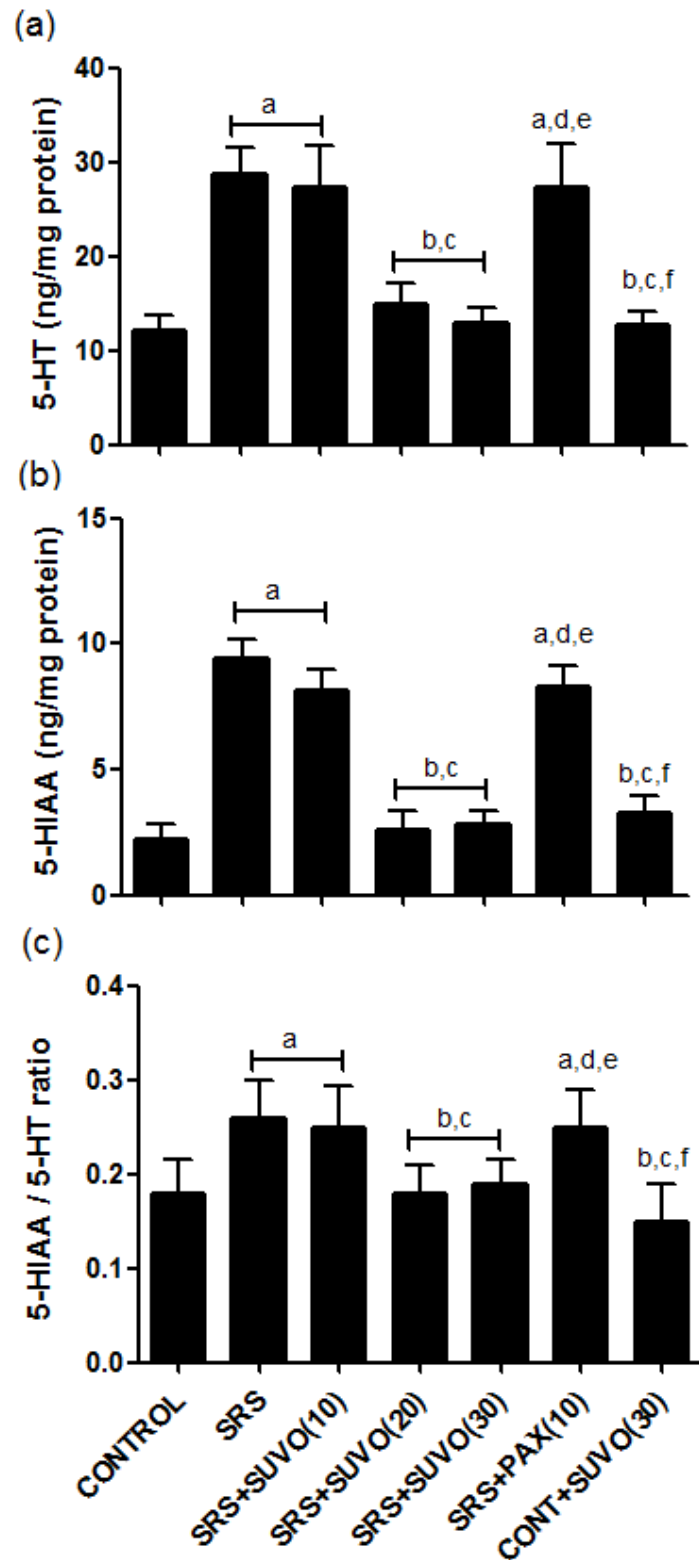 (a)
5-HT (ng/mg protein)
40
30
20
10
0
a
b,c
a,d,e
b,c,f
(b)
5-HIAA (ng/mg protein)
15
10
5
0
a
b,c
a,d,e
b,c,f
(c)
5-HIAA / 5-HT ratio
0.4
0.3
0.2
0.1
0.0
a
b,c
a,d,e
b,c,f
CONTROL
SRS
SRS+SUVO(10)
SRS+SUVO(20)
SRS+SUVO(30)
SRS+PAX(10)
CONT+SUVO(30)